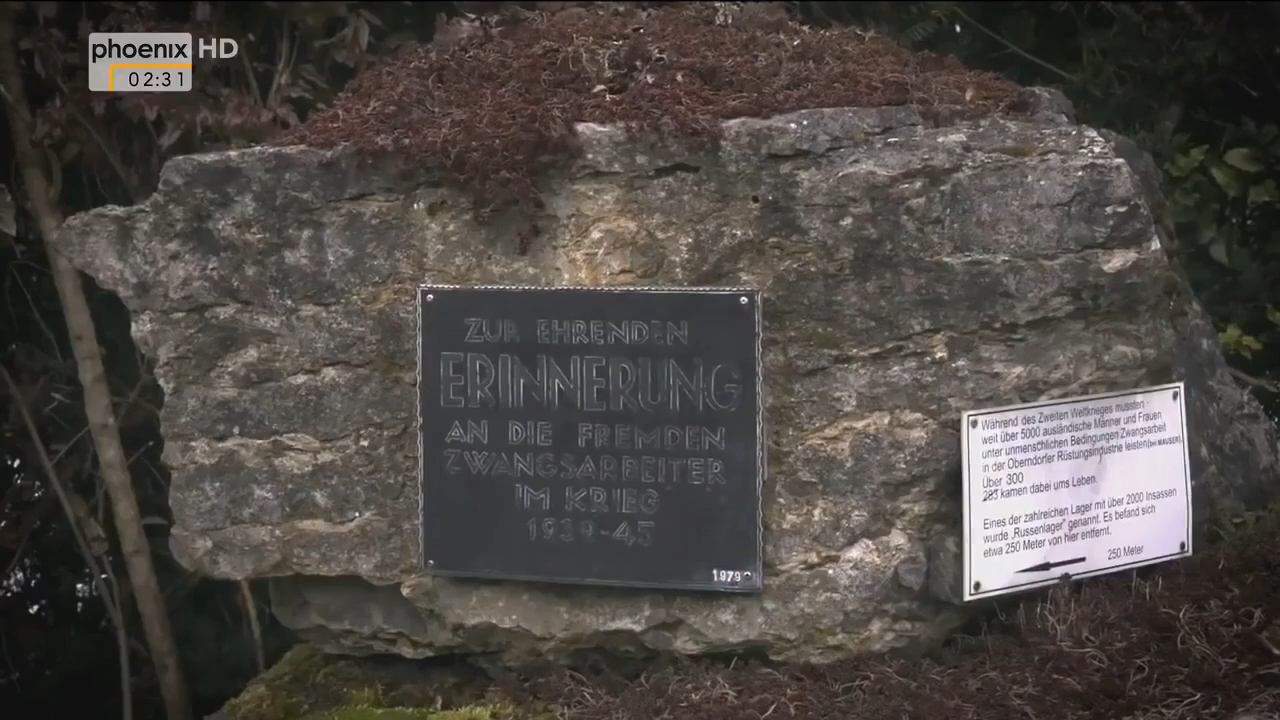 phoenix HD
02:31
ZUR EHRENDEN
ERINNERUNG
AN DIE FREMDEN
ZWANGSARBEITER
IM KRIEG
1939-45
1979
Während des Zweiten Weltkrieges mussten
weit über 5000 ausländische Männer und Frauen
unter unmenschlichen Bedingungen Zwangsarbeit
in der Oberndorfer Rüstungsindustrie leisten (bei MAUSER).
Über 300
283 kamen dabei ums Leben.
Eines der zahlreichen Lager mit über 2000 Insassen
wurde „Russenlager" genannt. Es befand sich
etwa 250 Meter von hier entfernt.
250 Meter